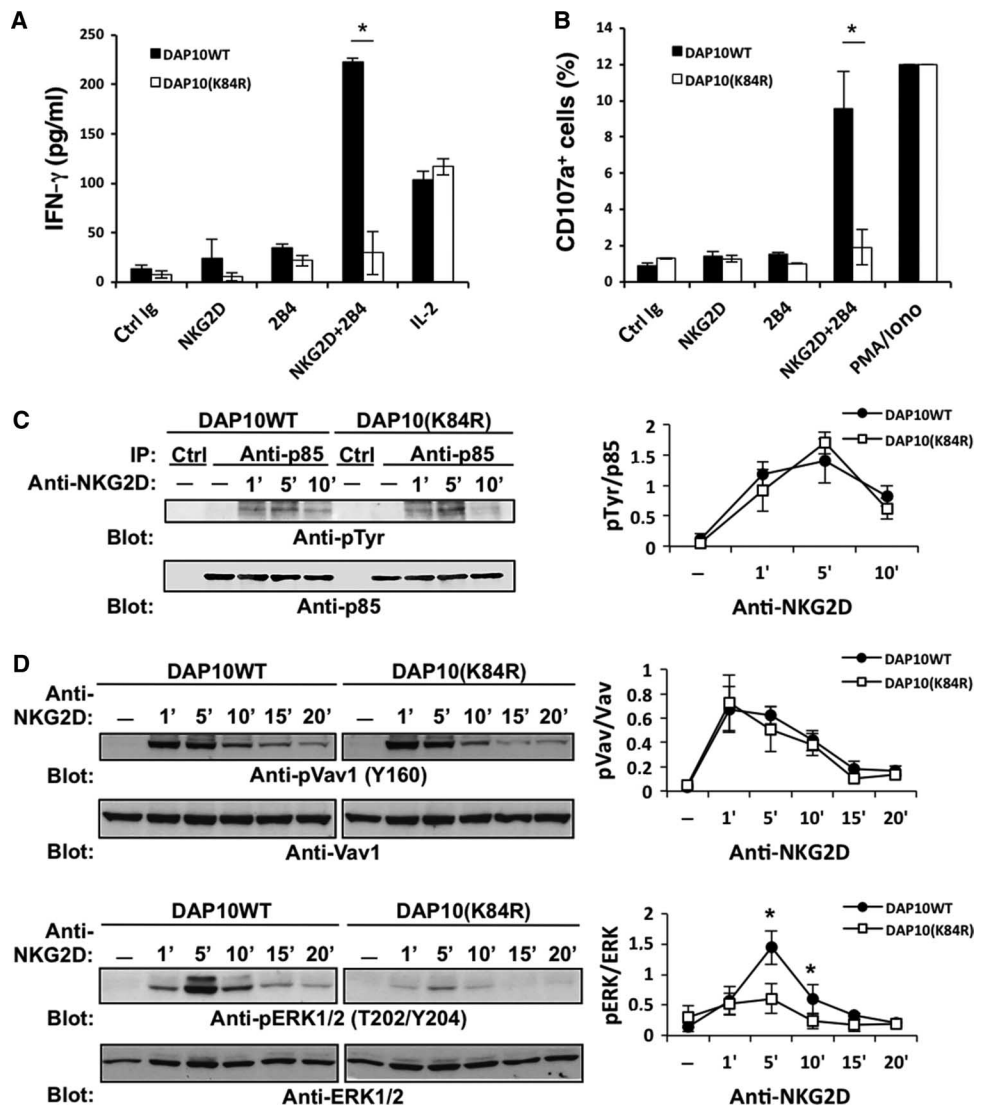 A
IFN-γ (pg/ml)
250
200
150
100
50
0
DAP10WT
DAP10(K84R)
*
Ctrl Ig
NKG2D
2B4
NKG2D+2B4
IL-2
B
CD107a⁺ cells (%)
14
12
10
8
6
4
2
0
DAP10WT
DAP10(K84R)
*
Ctrl Ig
NKG2D
2B4
NKG2D+2B4
PMA/Iono
C
DAP10WT DAP10(K84R)
IP: Ctrl Anti-p85 Ctrl Anti-p85
Anti-NKG2D: – – 1’ 5’ 10’ – – 1’ 5’ 10’
Blot: Anti-pTyr
Blot: Anti-p85
DAP10WT
DAP10(K84R)
pTyr/p85
2
1.5
1
0.5
0
– 1' 5' 10'
Anti-NKG2D
D
DAP10WT DAP10(K84R)
Anti-
NKG2D: – 1’ 5’ 10’ 15’ 20’ – 1’ 5’ 10’ 15’ 20’
Blot: Anti-pVav1 (Y160)
Blot: Anti-Vav1
DAP10WT
DAP10(K84R)
pVav/Vav
1
0.8
0.6
0.4
0.2
0
– 1' 5' 10' 15' 20'
Anti-NKG2D
DAP10WT DAP10(K84R)
Anti-
NKG2D: – 1’ 5’ 10’ 15’ 20’ – 1’ 5’ 10’ 15’ 20’
Blot: Anti-pERK1/2 (T202/Y204)
Blot: Anti-ERK1/2
DAP10WT
DAP10(K84R)
pERK/ERK
2
1.5
1
0.5
0
*
*
– 1' 5' 10' 15' 20'
Anti-NKG2D